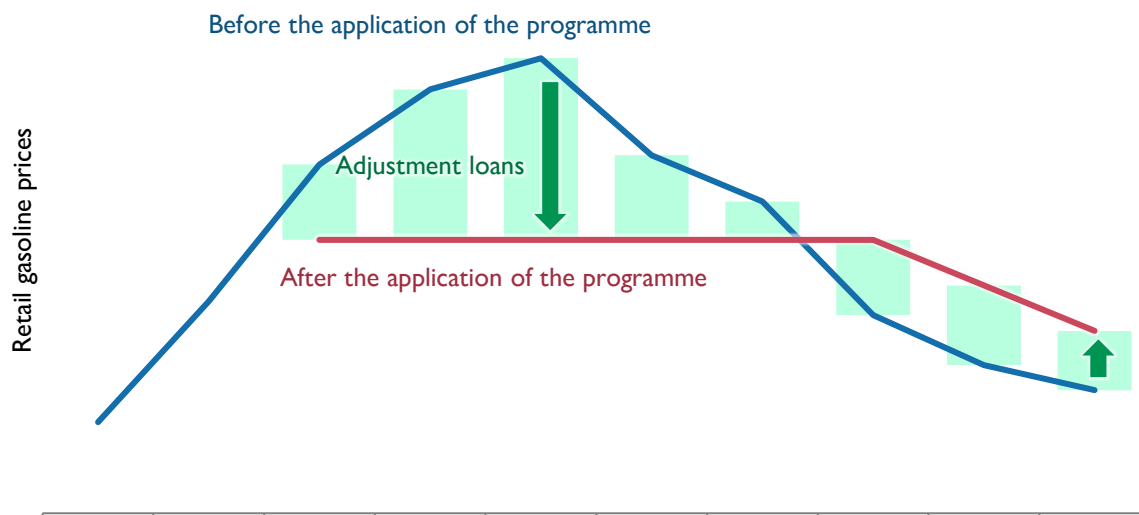 Before the application of the programme
Retail gasoline prices
Adjustment loans
After the application of the programme